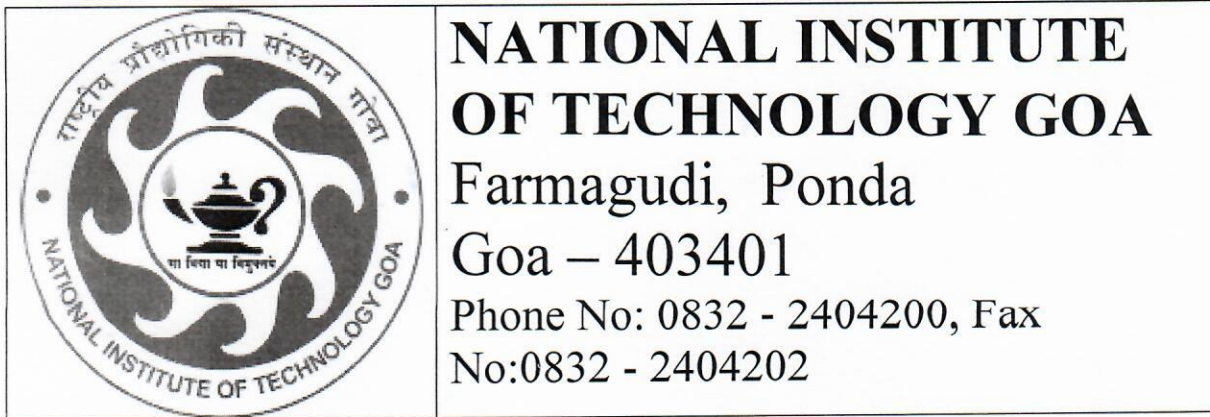 राष्ट्रीय प्रौद्योगिकी संस्थान गोवा
सा विद्या या विमुक्तये
NATIONAL INSTITUTE OF TECHNOLOGY GOA
NATIONAL INSTITUTE
OF TECHNOLOGY GOA
Farmagudi, Ponda
Goa – 403401
Phone No: 0832 - 2404200, Fax
No:0832 - 2404202